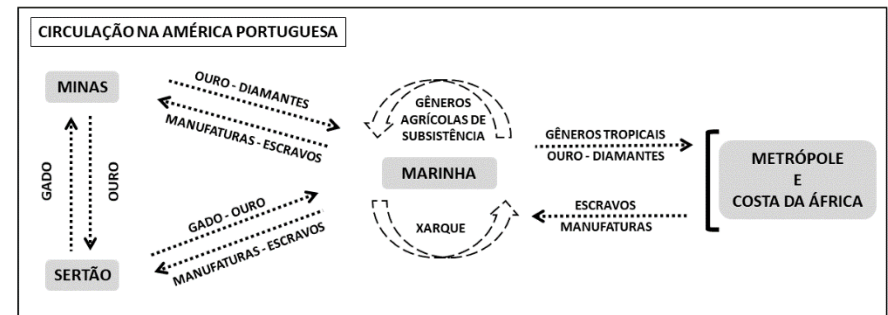 CIRCULAÇÃO NA AMÉRICA PORTUGUESA
MINAS
OURO - DIAMANTES
MANUFATURAS - ESCRAVOS
GÊNEROS
AGRÍCOLAS DE
SUBSISTÊNCIA
GÊNEROS TROPICAIS
OURO - DIAMANTES
METRÓPOLE
E
COSTA DA ÁFRICA
GADO
OURO
MARINHA
GADO - OURO
MANUFATURAS - ESCRAVOS
XARQUE
ESCRAVOS
MANUFATURAS
SERTÃO